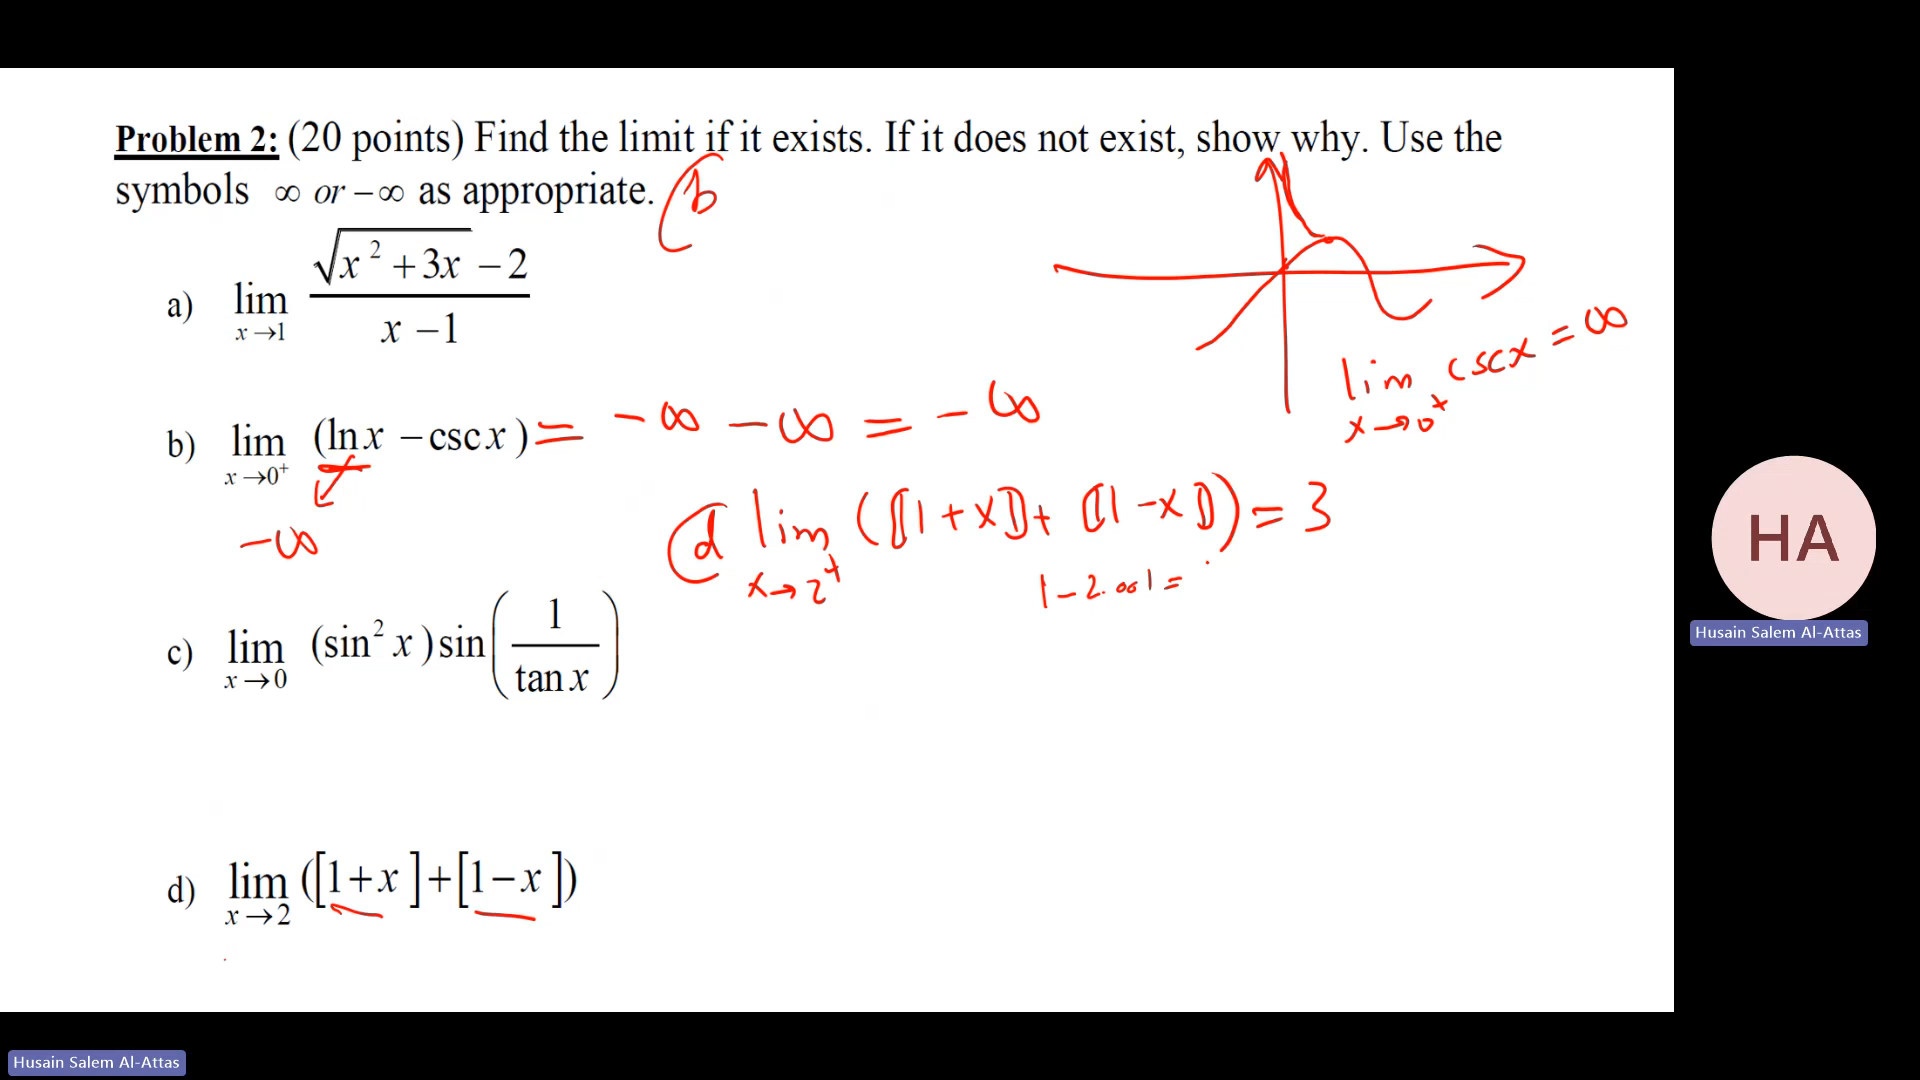 Problem 2: (20 points) Find the limit if it exists. If it does not exist, show why. Use the
symbols ∞ or −∞ as appropriate.
b
a) lim x→1 (√(x² + 3x) − 2)/(x − 1)
lim x→0⁺ csc x = ∞
b) lim x→0⁺ (ln x − csc x) = −∞ − ∞ = −∞
−∞
d lim x→2⁺ (⟦1 + x⟧ + ⟦1 − x⟧) = 3
1 − 2.001 =
c) lim x→0 (sin² x) sin(1/tan x)
d) lim x→2 ([1 + x] + [1 − x])
HA
Husain Salem Al-Attas
Husain Salem Al-Attas